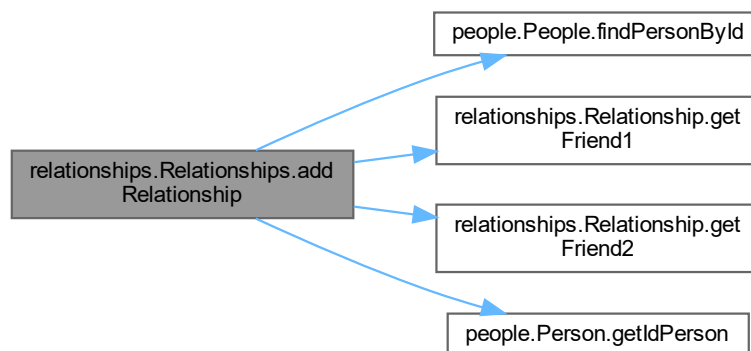 people.People.findPersonById
relationships.Relationship.get
Friend1
relationships.Relationships.add
Relationship
relationships.Relationship.get
Friend2
people.Person.getIdPerson